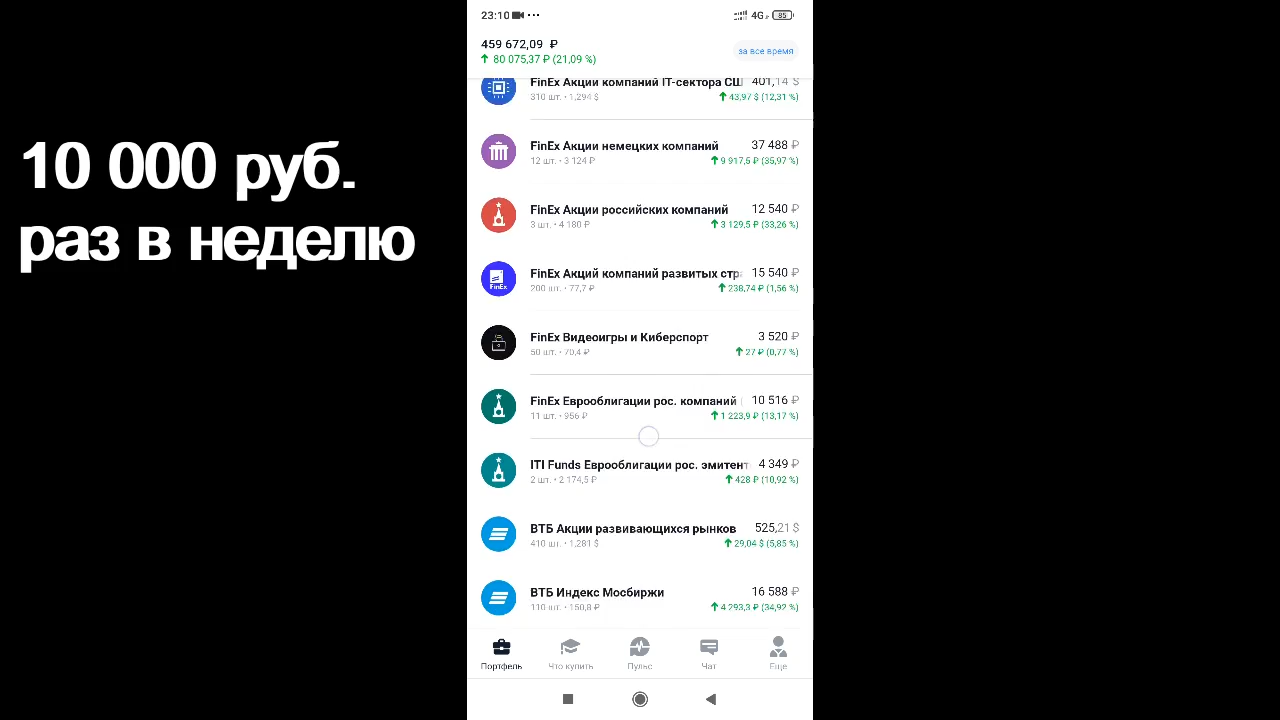 10 000 руб.
раз в неделю
23:10
4G
85
459 672,09 ₽
80 075,37 ₽ (21,09 %)
за все время
FinEx Акции компаний IT-сектора СШ
401,14 $
310 шт. • 1,294 $
43,97 $ (12,31 %)
FinEx Акции немецких компаний
37 488 ₽
12 шт. • 3 124 ₽
9 917,5 ₽ (35,97 %)
FinEx Акции российских компаний
12 540 ₽
3 шт. • 4 180 ₽
3 129,5 ₽ (33,26 %)
FinEx Акций компаний развитых стра
15 540 ₽
200 шт. • 77,7 ₽
238,74 ₽ (1,56 %)
FinEx
FinEx Видеоигры и Киберспорт
3 520 ₽
50 шт. • 70,4 ₽
27 ₽ (0,77 %)
FinEx Еврооблигации рос. компаний (
10 516 ₽
11 шт. • 956 ₽
1 223,9 ₽ (13,17 %)
ITI Funds Еврооблигации рос. эмитент
4 349 ₽
2 шт. • 2 174,5 ₽
428 ₽ (10,92 %)
ВТБ Акции развивающихся рынков
525,21 $
410 шт. • 1,281 $
29,04 $ (5,85 %)
ВТБ Индекс Мосбиржи
16 588 ₽
110 шт. • 150,8 ₽
4 293,3 ₽ (34,92 %)
Портфель
Что купить
Пульс
Чат
Еще